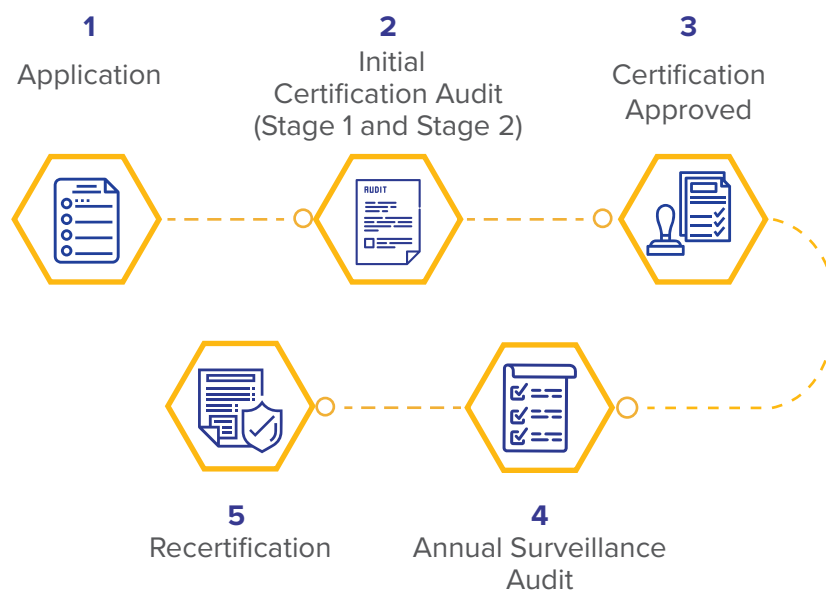 1
Application
2
Initial
Certification Audit
(Stage 1 and Stage 2)
3
Certification
Approved
AUDIT
4
Annual Surveillance
Audit
5
Recertification